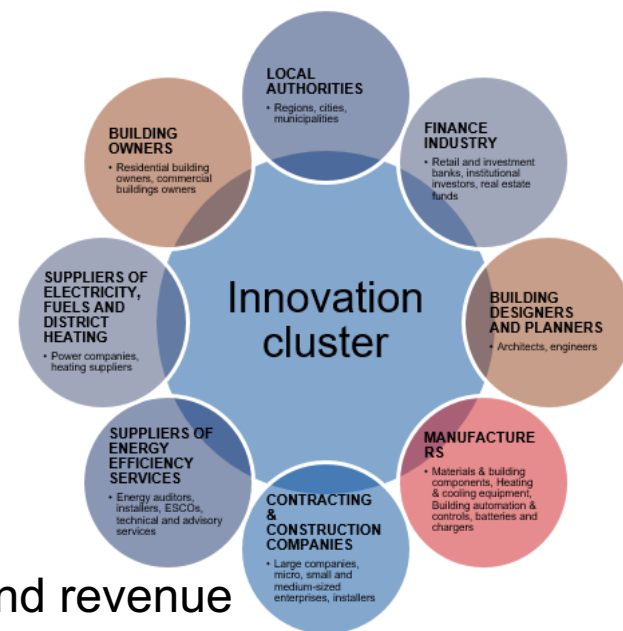 LOCAL
AUTHORITIES
• Regions, cities,
municipalities
FINANCE
INDUSTRY
• Retail and investment
banks, institutional
investors, real estate
funds
BUILDING
DESIGNERS
AND PLANNERS
• Architects, engineers
MANUFACTURE
RS
• Materials & building
components, Heating
& cooling equipment,
Building automation &
controls, batteries and
chargers
CONTRACTING
&
CONSTRUCTION
COMPANIES
• Large companies,
micro, small and
medium-sized
enterprises, installers
SUPPLIERS OF
ENERGY
EFFICIENCY
SERVICES
• Energy auditors,
installers, ESCOs,
technical and advisory
services
SUPPLIERS OF
ELECTRICITY,
FUELS AND
DISTRICT
HEATING
• Power companies,
heating suppliers
BUILDING
OWNERS
• Residential building
owners, commercial
buildings owners
Innovation
cluster
nd revenue